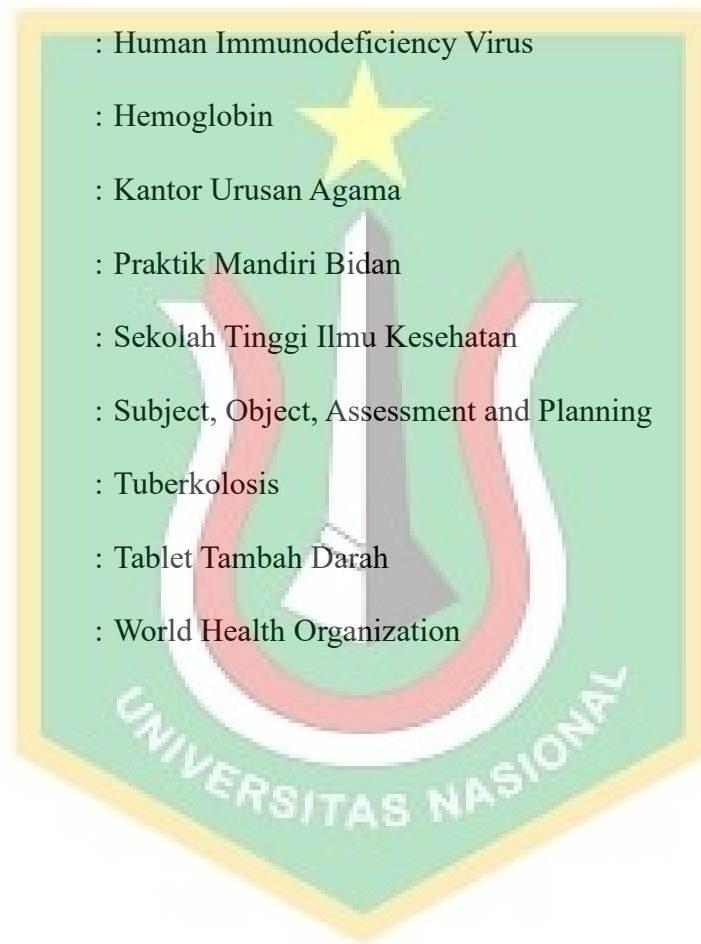 : Human Immunodeficiency Virus
: Hemoglobin
: Kantor Urusan Agama
: Praktik Mandiri Bidan
: Sekolah Tinggi Ilmu Kesehatan
: Subject, Object, Assessment and Planning
: Tuberkolosis
: Tablet Tambah Darah
: World Health Organization
UNIVERSITAS NASIONAL